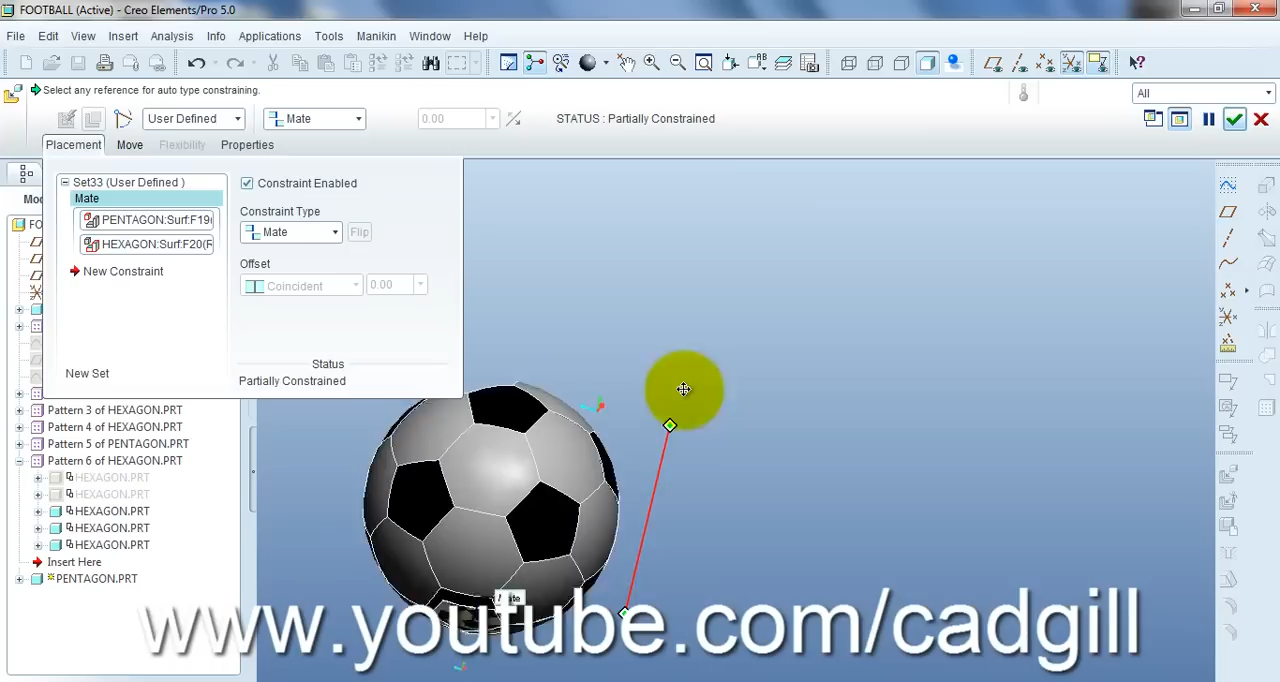 FOOTBALL (Active) - Creo Elements/Pro 5.0
File Edit View Insert Analysis Info Applications Tools Manikin Window Help
Select any reference for auto type constraining.
All
User Defined Mate 0.00 STATUS : Partially Constrained
Placement Move Flexibility Properties
Set33 (User Defined )
Mate
PENTAGON:Surf:F19(
HEXAGON:Surf:F20(F
New Constraint
New Set
Constraint Enabled
Constraint Type
Mate Flip
Offset
Coincident 0.00
Status
Partially Constrained
Mo
FO
Pattern 3 of HEXAGON.PRT
Pattern 4 of HEXAGON.PRT
Pattern 5 of PENTAGON.PRT
Pattern 6 of HEXAGON.PRT
HEXAGON.PRT
HEXAGON.PRT
HEXAGON.PRT
HEXAGON.PRT
HEXAGON.PRT
Insert Here
PENTAGON.PRT
Mate
www.youtube.com/cadgill